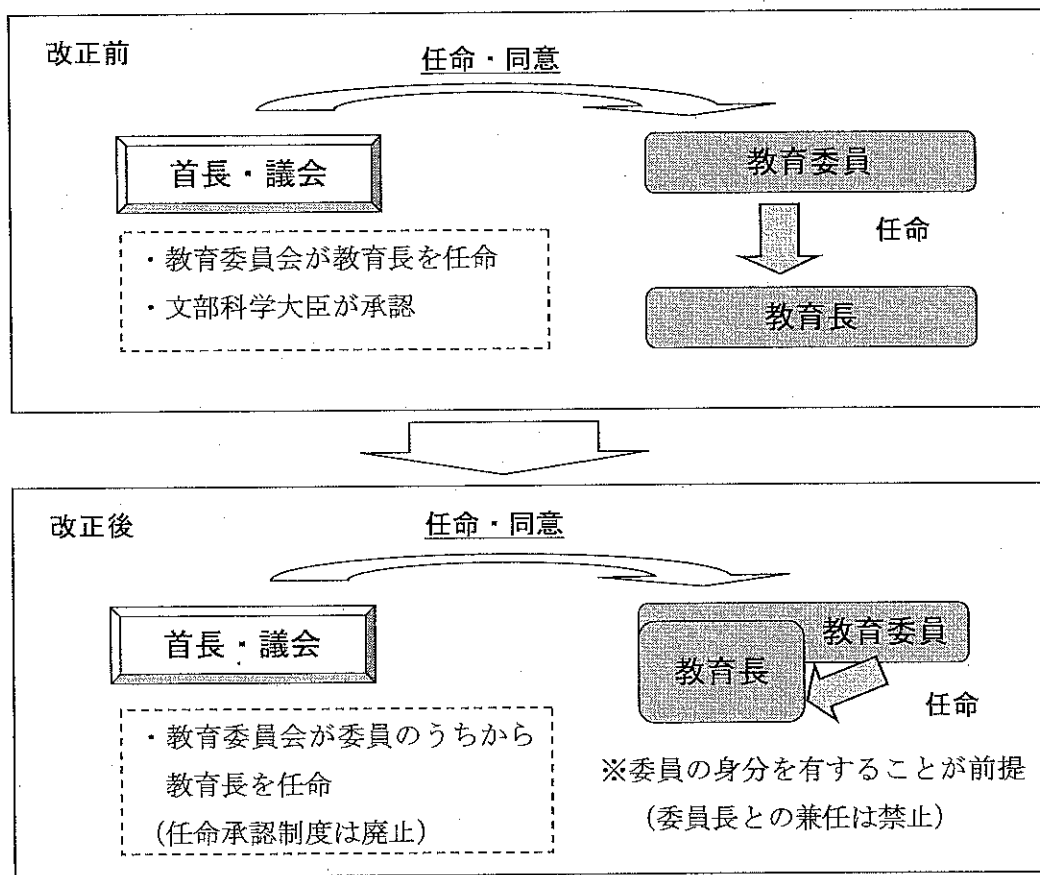 改正前
任命・同意
首長・議会
教育委員
・教育委員会が教育長を任命
・文部科学大臣が承認
任命
教育長
改正後
任命・同意
首長・議会
教育委員
教育長
任命
・教育委員会が委員のうちから
教育長を任命
(任命承認制度は廃止)
※委員の身分を有することが前提
(委員長との兼任は禁止)